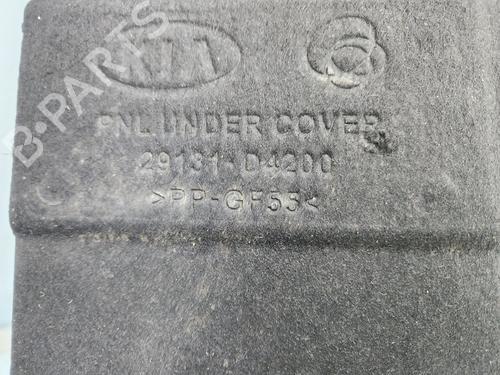 KIA
PNL UNDER COVER
29131-D4200
>PP-GF55<
B-PARTS